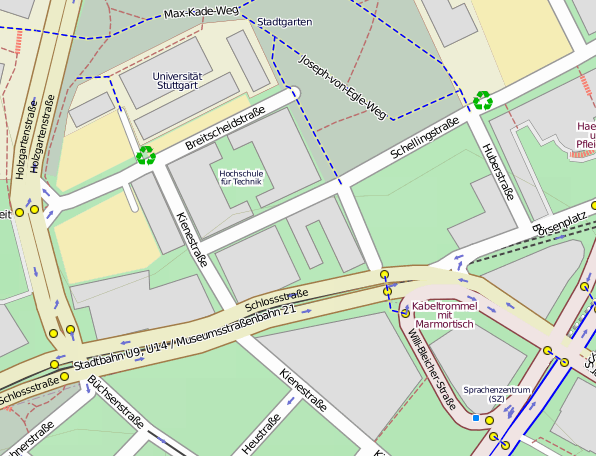 Max-Kade-Weg
Stadtgarten
Joseph-von-Egle-Weg
Universität
Stuttgart
Holzgartenstraße
Holzgartenstraße
Breitscheidstraße
Schellingstraße
Huberstraße
Hochschule
für Technik
Kienestraße
Börsenplatz
Schlossstraße
Stadtbahn U9, U14 / Museumsstraßenbahn 21
Kabeltrommel
mit
Marmortisch
Willi-Bleicher-Straße
Schlossstraße
Büchsenstraße
Kienestraße
Heustraße
Sprachenzentrum
(SZ)